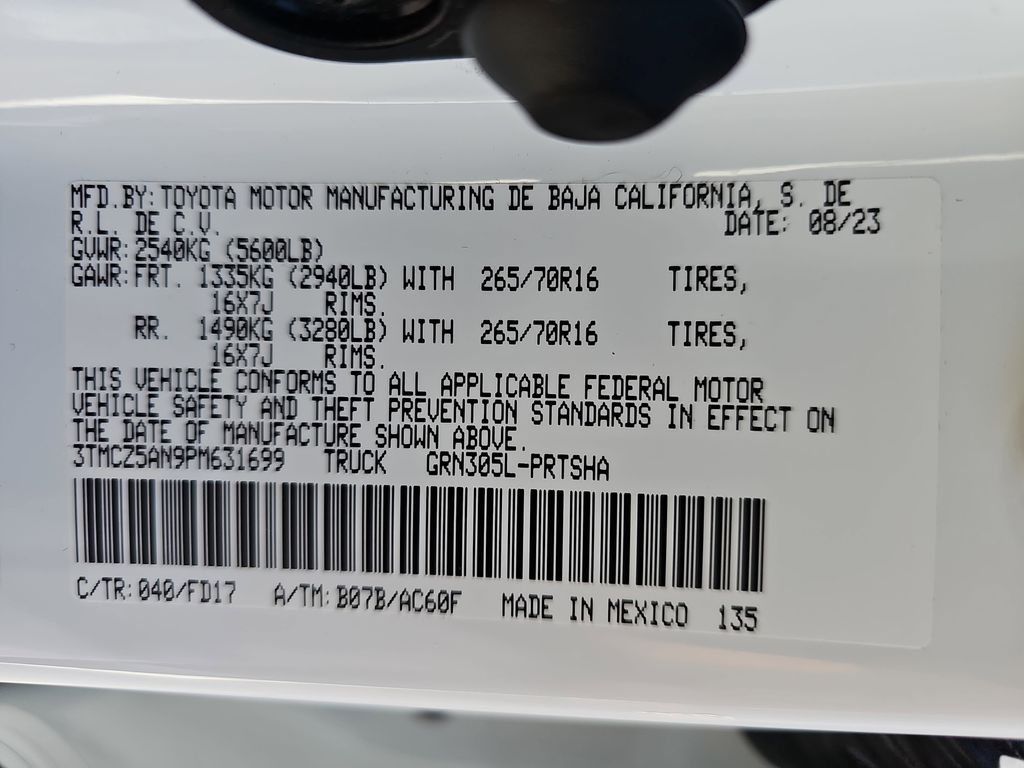 MFD.BY: TOYOTA MOTOR MANUFACTURING DE BAJA CALIFORNIA, S. DE
R.L. DE C.V. DATE: 08/23
GVWR: 2540KG (5600LB)
GAWR: FRT. 1335KG (2940LB) WITH 265/70R16 TIRES,
16X7J RIMS.
RR. 1490KG (3280LB) WITH 265/70R16 TIRES,
16X7J RIMS.
THIS VEHICLE CONFORMS TO ALL APPLICABLE FEDERAL MOTOR
VEHICLE SAFETY AND THEFT PREVENTION STANDARDS IN EFFECT ON
THE DATE OF MANUFACTURE SHOWN ABOVE.
3TMCZ5AN9PM631699 TRUCK GRN305L-PRTSHA
C/TR: 040/FD17 A/TM: B07B/AC60F MADE IN MEXICO 135